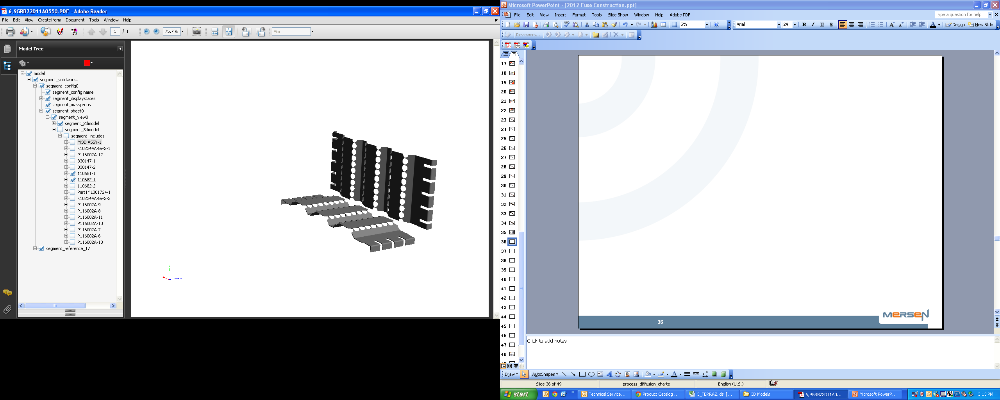 6,9GRB72D11A0550.PDF - Adobe Reader
File Edit View Create!form Document Tools Window Help
1 / 1 75.7% Find
Model Tree
model
segment_solidworks
segment_config0
segment_config name
segment_displaystates
segment_massprops
segment_sheet0
segment_view0
segment_2dmodel
segment_3dmodel
segment_includes
MOD ASSY-1
K102244ARev2-1
P116002A-12
330147-1
330147-2
110681-1
110682-1
110682-2
Part1^L301724-1
K102244ARev2-2
P116002A-9
P116002A-8
P116002A-11
P116002A-10
P116002A-7
P116002A-6
P116002A-13
segment_reference_17
Microsoft PowerPoint - [2012 Fuse Construction.ppt]
File Edit View Insert Format Tools Slide Show Window Help Adobe PDF Type a question for help
5% Arial 24 B I U S Design New Slide
Reviewers...
17
18
19
20
21
22
23
24
25
26
27
28
29
30
31
32
33
34
35
36
37
38
39
40
41
42
43
44
45
46
47
48
36
MERSEN
Click to add notes
Draw AutoShapes
Slide 36 of 49 process_diffusion_charte English (U.S.)
start Technical Service... Product Catalog ... C_FERRAZ.xls [... 3D Models 6,9GRB72D11A0... Microsoft PowerP... 3:13 PM